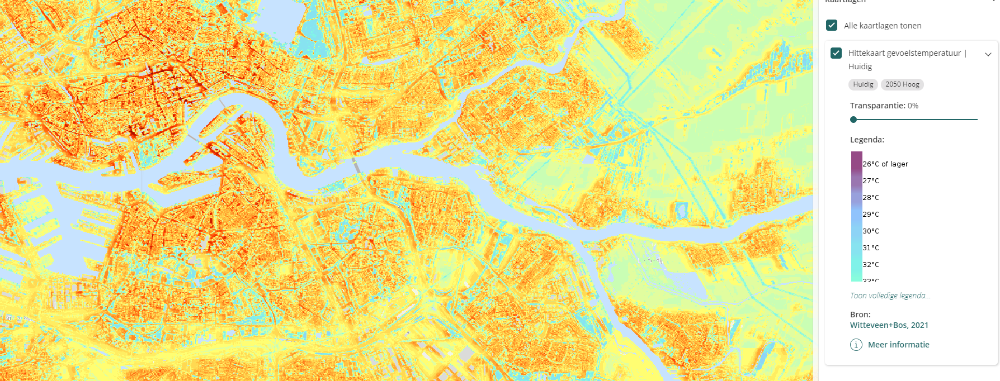 Kaartlagen
Alle kaartlagen tonen
Hittekaart gevoelstemperatuur |
Huidig
Huidig
2050 Hoog
Transparantie: 0%
Legenda:
26°C of lager
27°C
28°C
29°C
30°C
31°C
32°C
33°C
Toon volledige legenda...
Bron:
Witteveen+Bos, 2021
Meer informatie